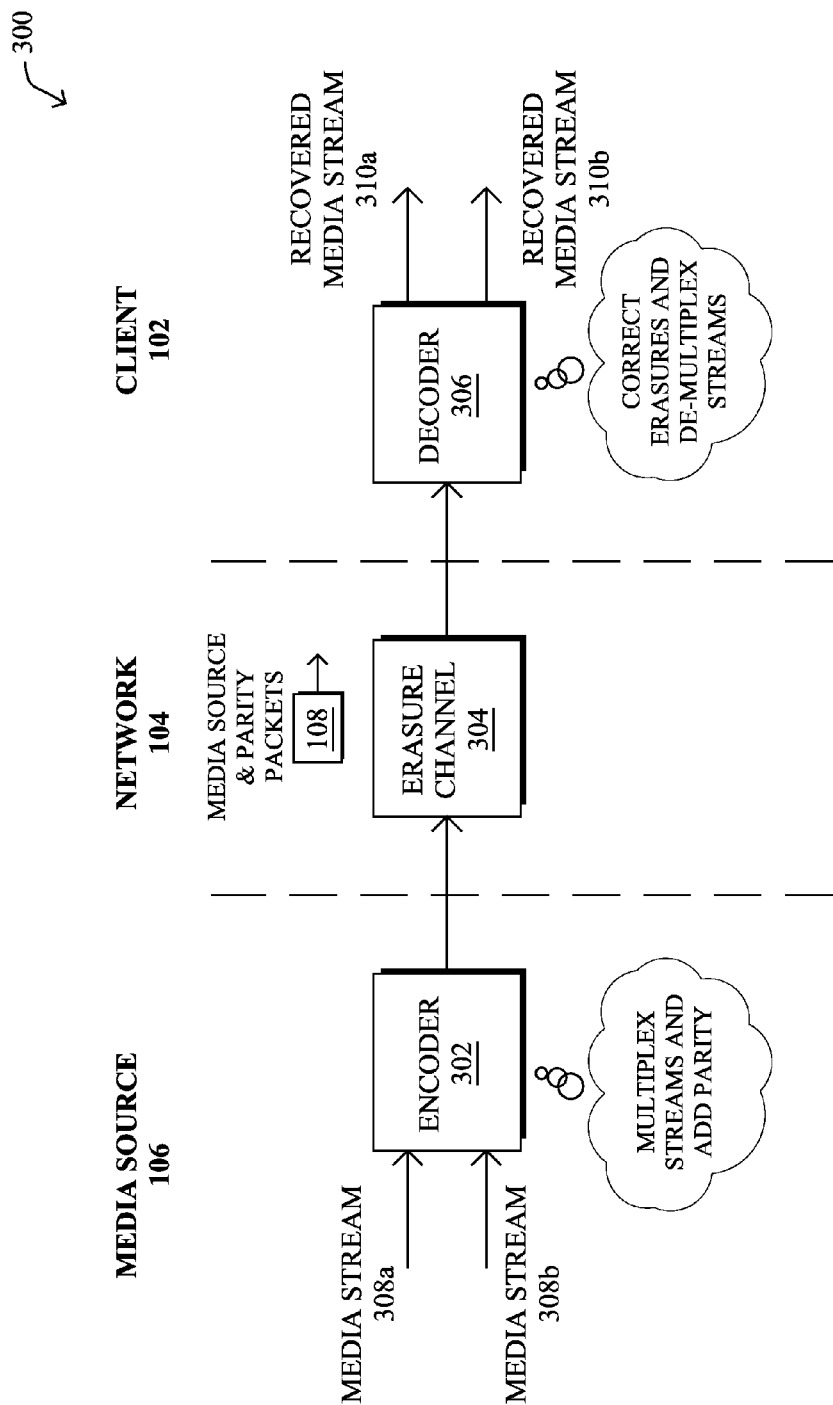 300
MEDIA SOURCE
106
NETWORK
104
CLIENT
102
MEDIA SOURCE
& PARITY
PACKETS
108
MEDIA STREAM
308a
MEDIA STREAM
308b
ENCODER
302
ERASURE
CHANNEL
304
DECODER
306
RECOVERED
MEDIA STREAM
310a
RECOVERED
MEDIA STREAM
310b
MULTIPLEX
STREAMS AND
ADD PARITY
CORRECT
ERASURES AND
DE-MULTIPLEX
STREAMS